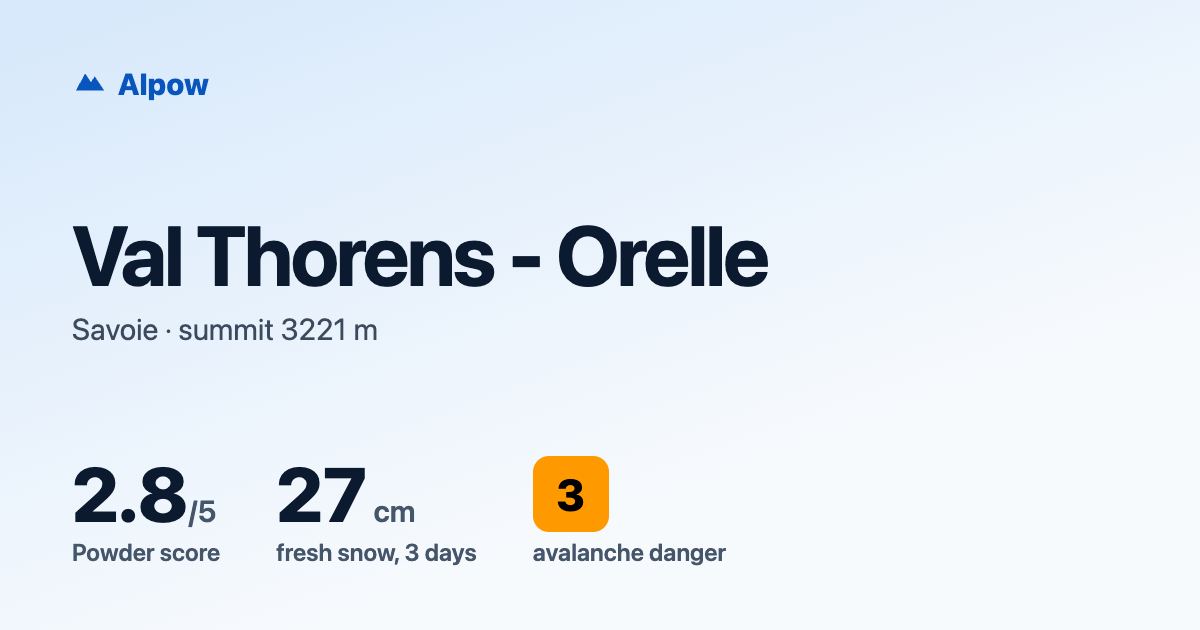 Alpow
Val Thorens - Orelle
Savoie · summit 3221 m
2.8/5
Powder score
27 cm
fresh snow, 3 days
3
avalanche danger